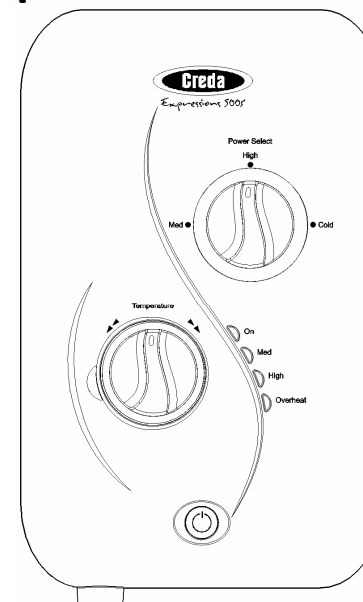 Creda
Expressions 500S
Power Select
High
Med
Cold
Temperature
On
Med
High
Overheat